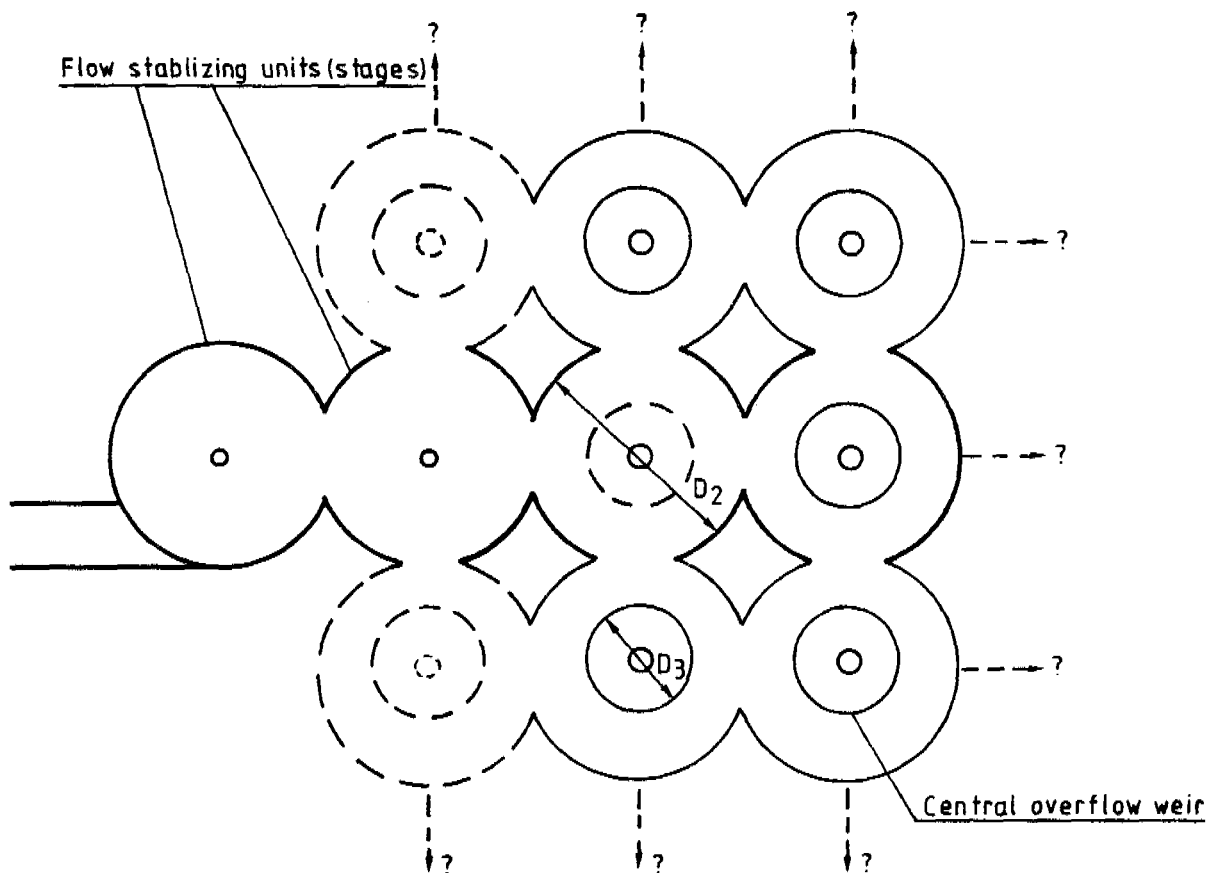 ? ? ?
Flow stablizing units (stages)
?
D2
?
D3
?
Central overflow weir
? ? ?